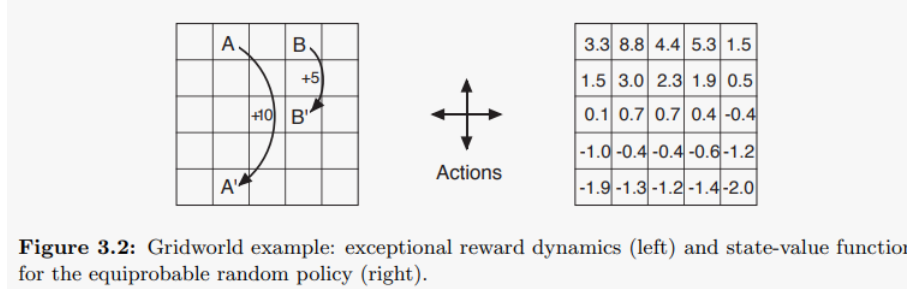 A
B
+5
+10
B'
A'
Actions
3.3 8.8 4.4 5.3 1.5
1.5 3.0 2.3 1.9 0.5
0.1 0.7 0.7 0.4 -0.4
-1.0 -0.4 -0.4 -0.6 -1.2
-1.9 -1.3 -1.2 -1.4 -2.0
Figure 3.2: Gridworld example: exceptional reward dynamics (left) and state-value function
for the equiprobable random policy (right).